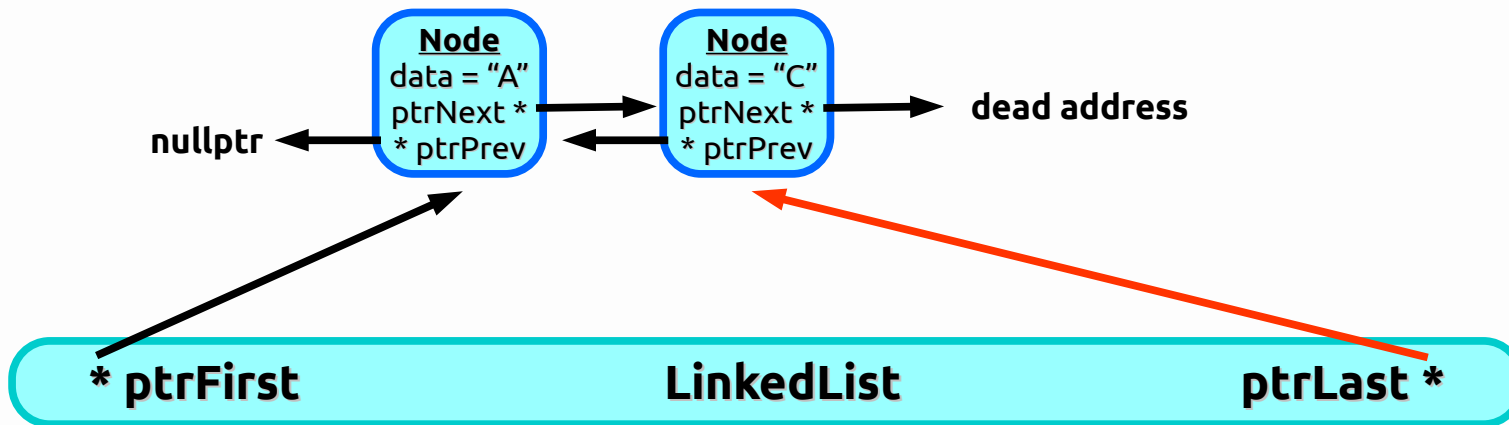 Node
data = “A”
ptrNext *
* ptrPrev
Node
data = “C”
ptrNext *
* ptrPrev
nullptr
dead address
* ptrFirst
LinkedList
ptrLast *